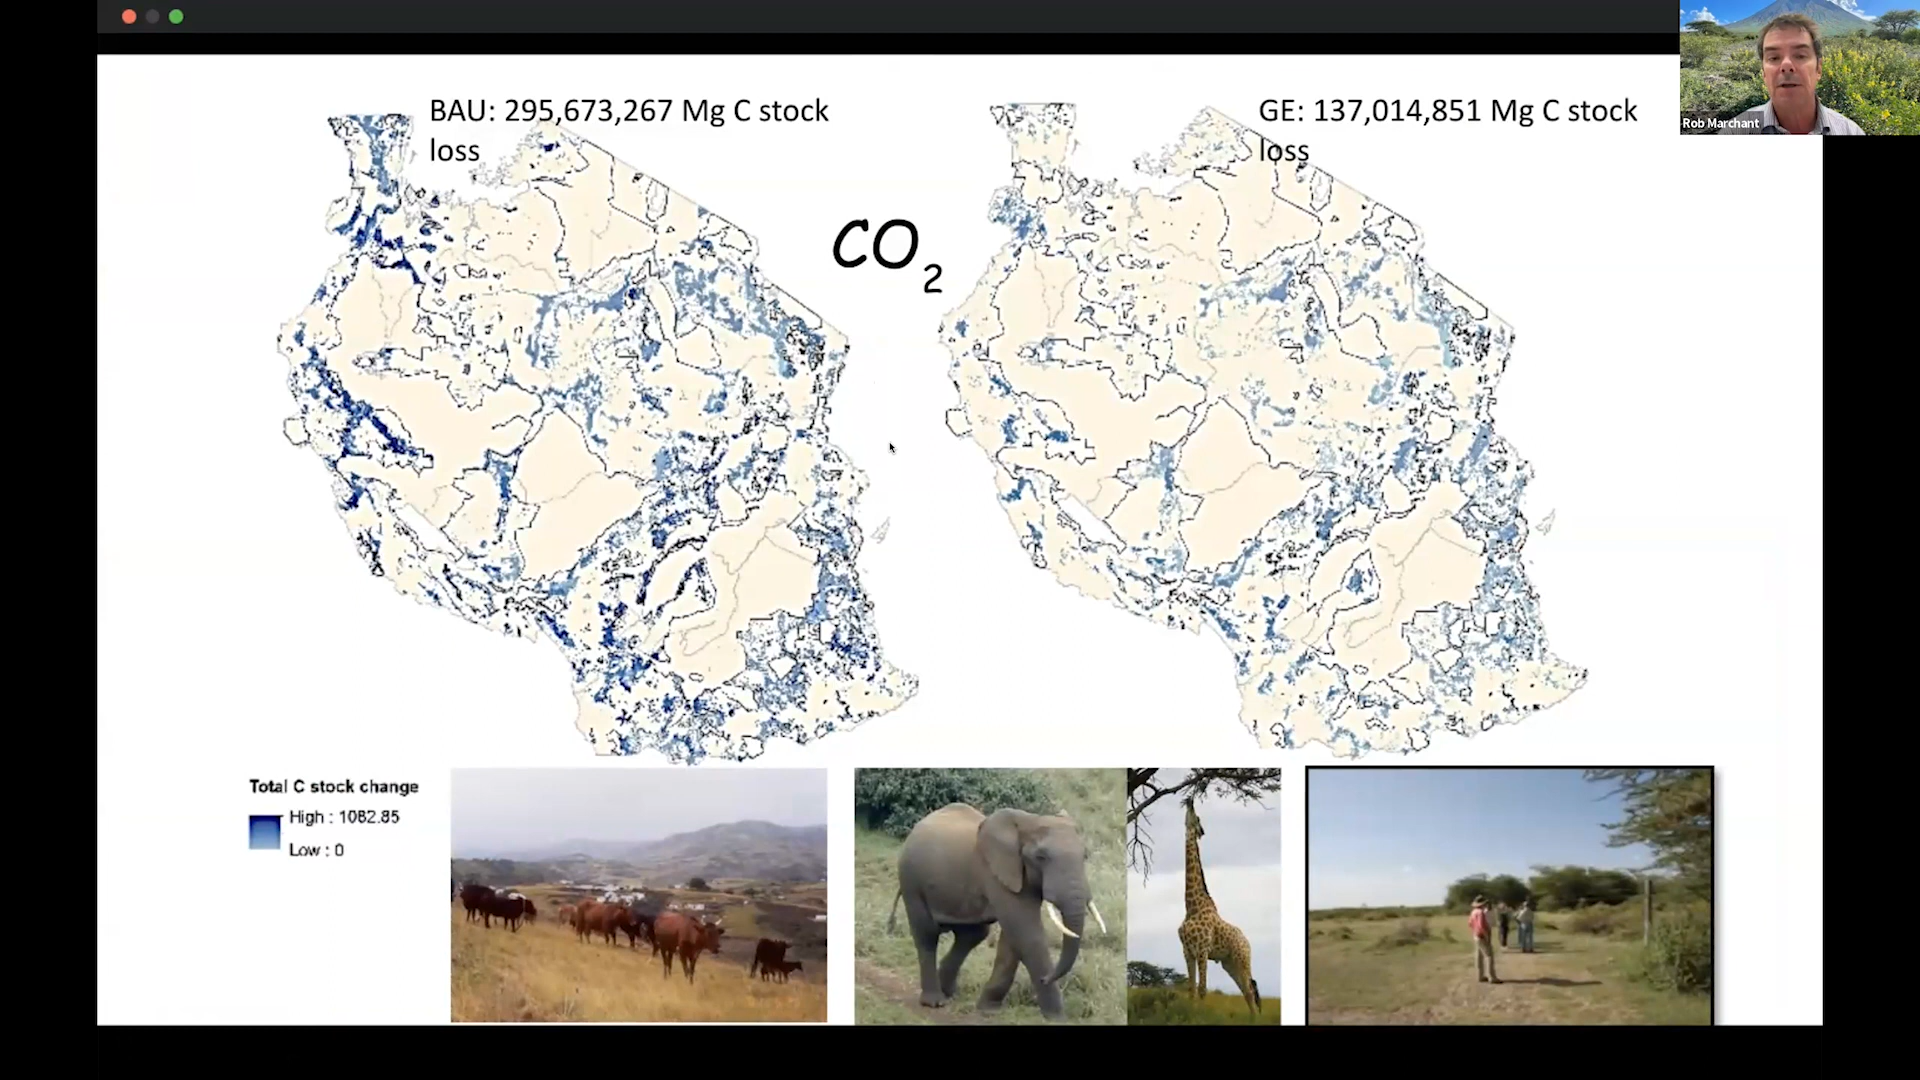 BAU: 295,673,267 Mg C stock
loss
GE: 137,014,851 Mg C stock
loss
CO2
Rob Marchant
Total C stock change
High : 1082.85
Low : 0